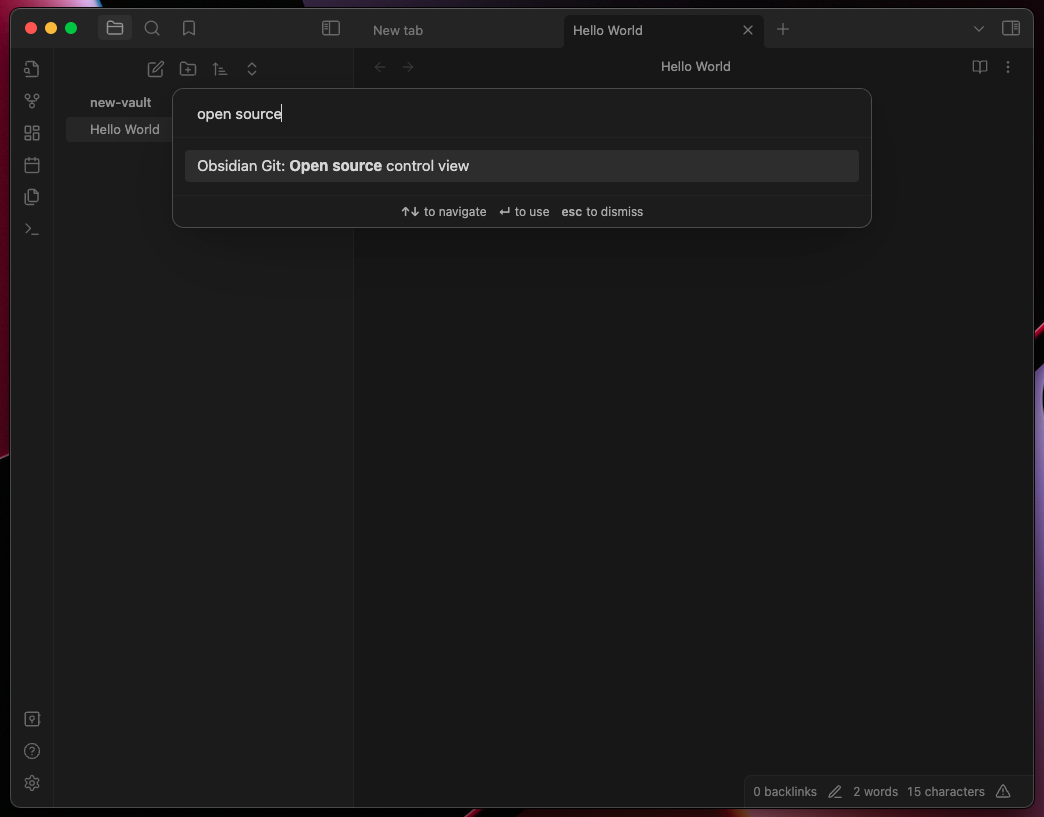 New tab
Hello World
Hello World
new-vault
Hello World
open source
Obsidian Git: Open source control view
↑↓ to navigate ↵ to use esc to dismiss
0 backlinks 2 words 15 characters